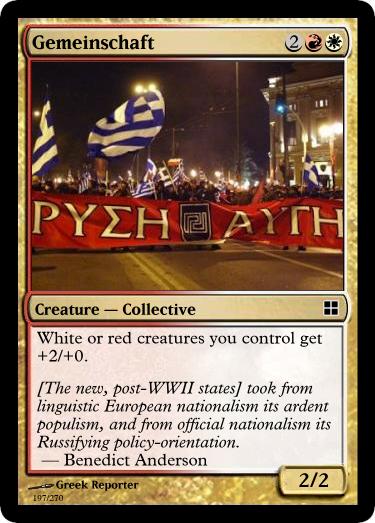 Gemeinschaft
2
ΡΥΣΗ ΑΥΓΗ
Creature — Collective
White or red creatures you control get
+2/+0.
[The new, post-WWII states] took from
linguistic European nationalism its ardent
populism, and from official nationalism its
Russifying policy-orientation.
— Benedict Anderson
2/2
Greek Reporter
197/270